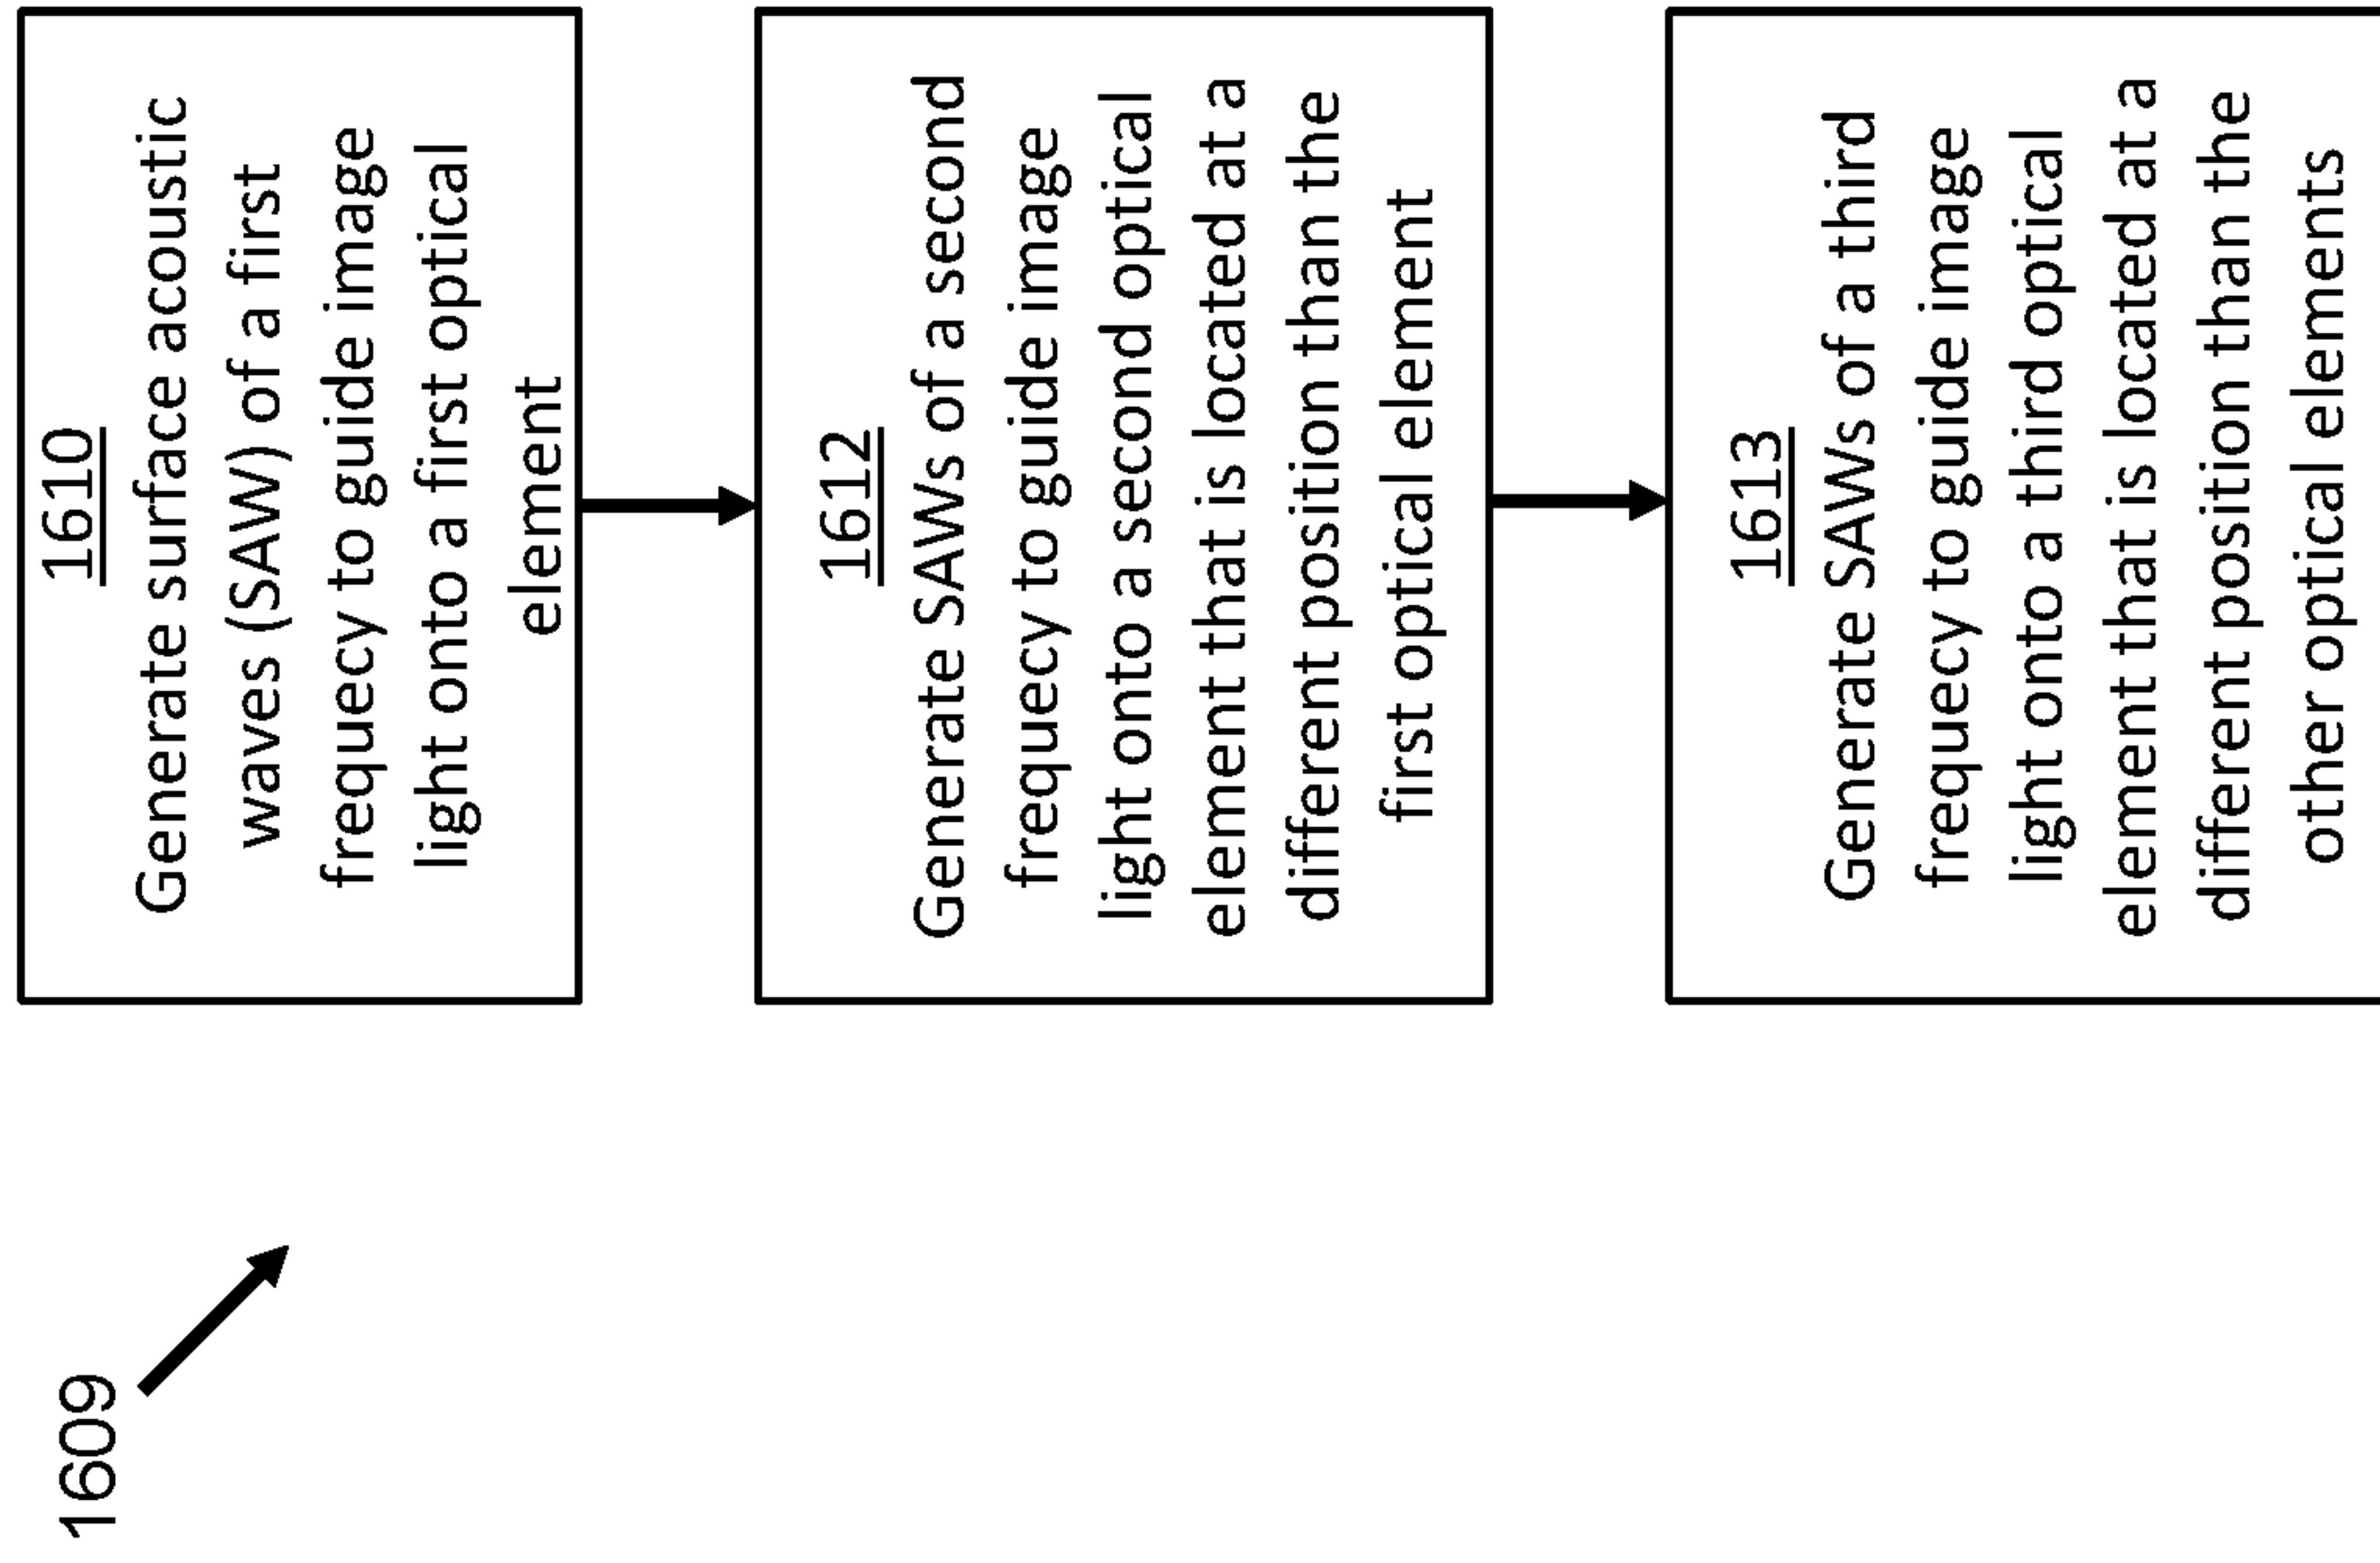 1609
1610
Generate surface acoustic
waves (SAW) of a first
frequecy to guide image
light onto a first optical
element
1612
Generate SAWs of a second
frequecy to guide image
light onto a second optical
element that is located at a
different position than the
first optical element
1613
Generate SAWs of a third
frequecy to guide image
light onto a third optical
element that is located at a
different position than the
other optical elements